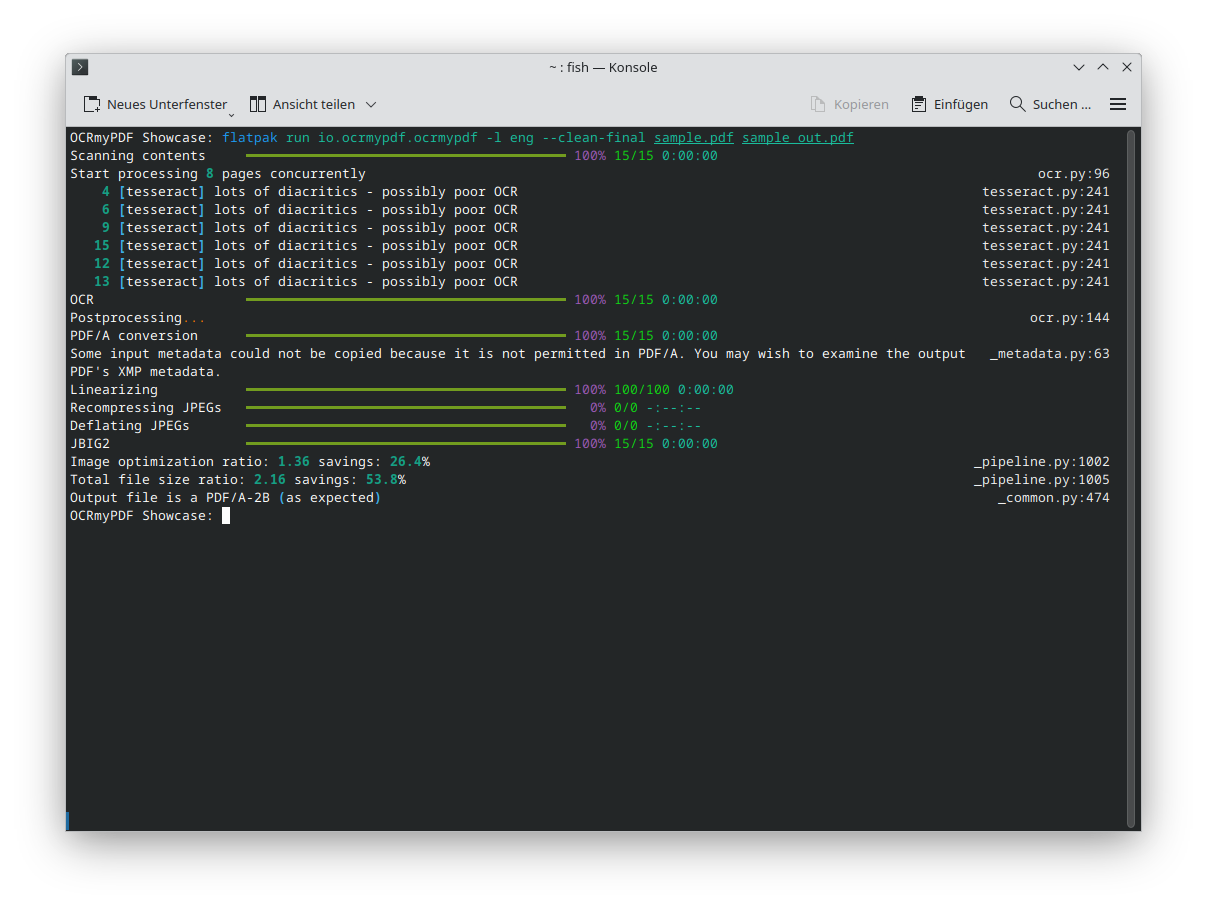 ~ : fish — Konsole
Neues Unterfenster Ansicht teilen Kopieren Einfügen Suchen ...
OCRmyPDF Showcase: flatpak run io.ocrmypdf.ocrmypdf -l eng --clean-final sample.pdf sample_out.pdf
Scanning contents 100% 15/15 0:00:00
Start processing 8 pages concurrently ocr.py:96
4 [tesseract] lots of diacritics - possibly poor OCR tesseract.py:241
6 [tesseract] lots of diacritics - possibly poor OCR tesseract.py:241
9 [tesseract] lots of diacritics - possibly poor OCR tesseract.py:241
15 [tesseract] lots of diacritics - possibly poor OCR tesseract.py:241
12 [tesseract] lots of diacritics - possibly poor OCR tesseract.py:241
13 [tesseract] lots of diacritics - possibly poor OCR tesseract.py:241
OCR 100% 15/15 0:00:00
Postprocessing... ocr.py:144
PDF/A conversion 100% 15/15 0:00:00
Some input metadata could not be copied because it is not permitted in PDF/A. You may wish to examine the output _metadata.py:63
PDF's XMP metadata.
Linearizing 100% 100/100 0:00:00
Recompressing JPEGs 0% 0/0 -:--:--
Deflating JPEGs 0% 0/0 -:--:--
JBIG2 100% 15/15 0:00:00
Image optimization ratio: 1.36 savings: 26.4% _pipeline.py:1002
Total file size ratio: 2.16 savings: 53.8% _pipeline.py:1005
Output file is a PDF/A-2B (as expected) _common.py:474
OCRmyPDF Showcase: